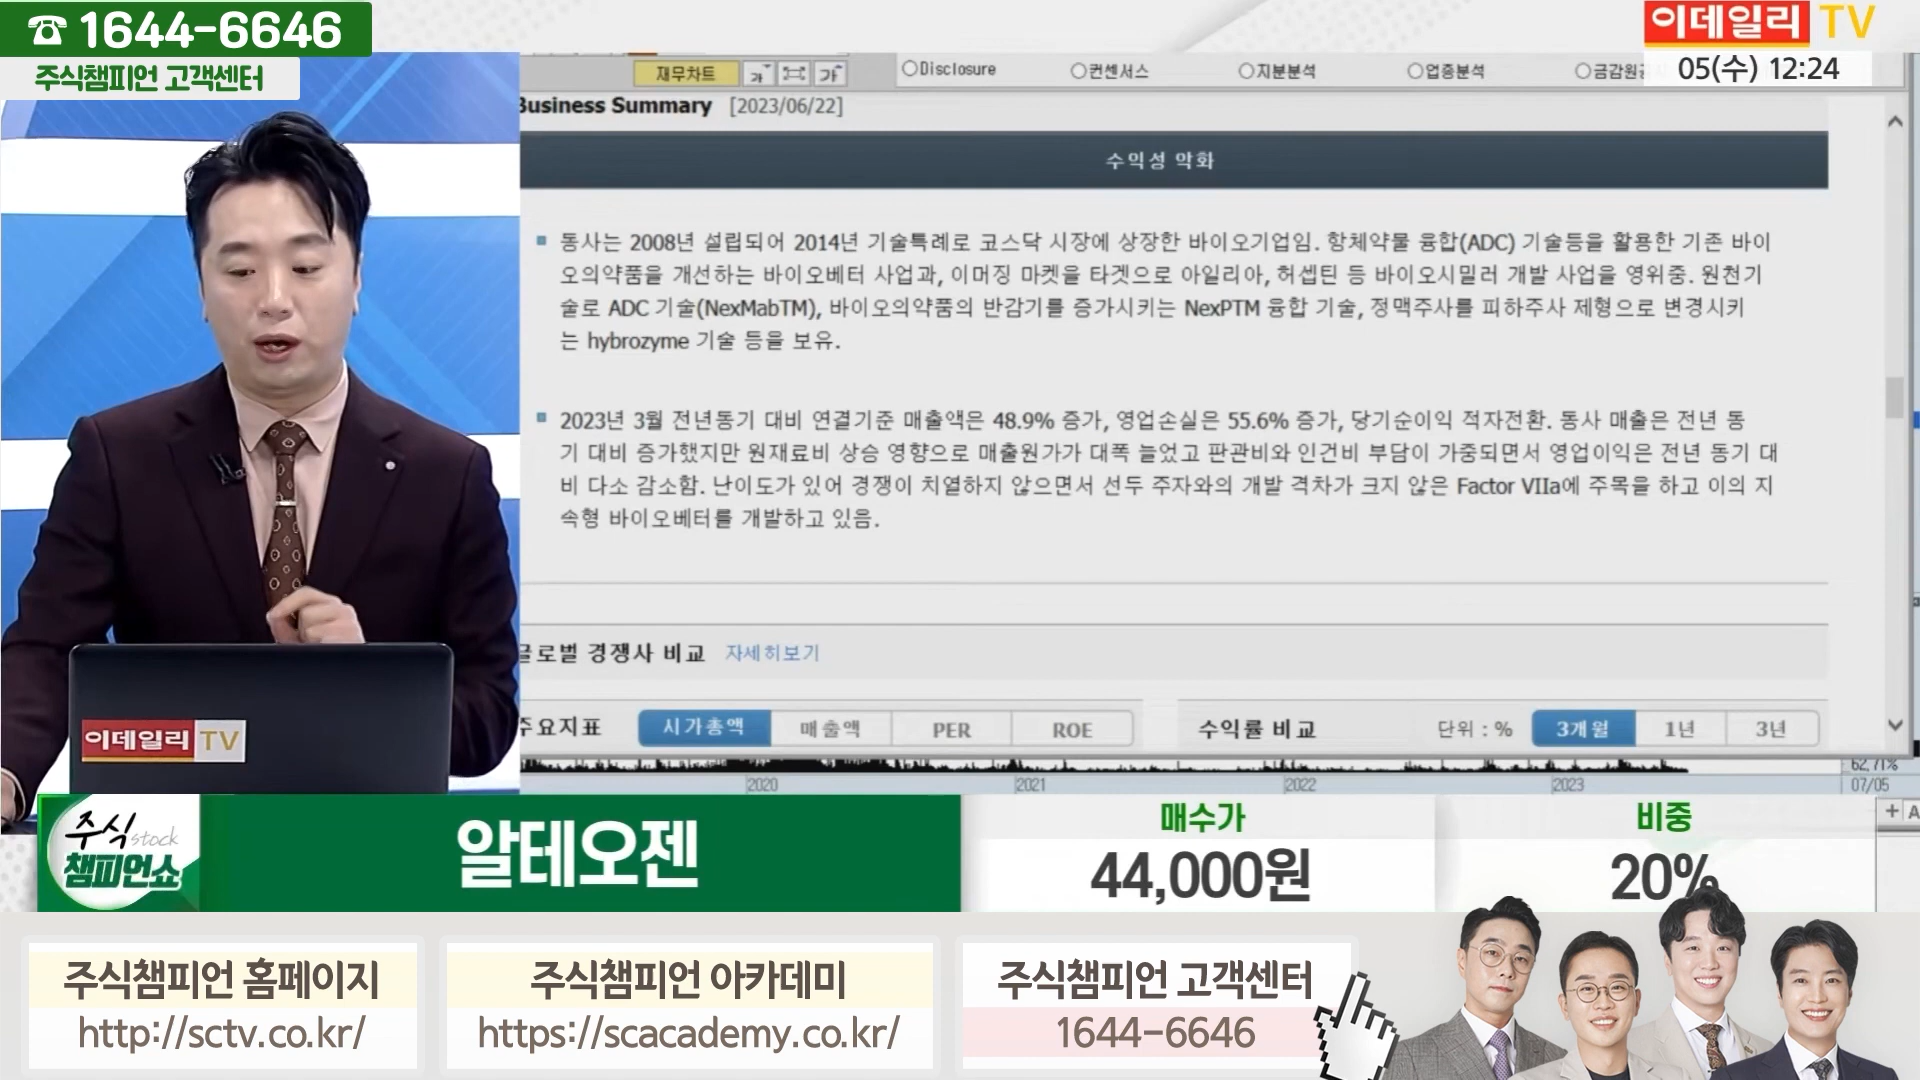 ☎ 1644-6646
주식챔피언 고객센터
이데일리 TV
05(수) 12:24
재무차트 가 가
Disclosure
컨센서스
지분분석
업종분석
금감원
Business Summary [2023/06/22]
수익성 악화
동사는 2008년 설립되어 2014년 기술특례로 코스닥 시장에 상장한 바이오기업임. 항체약물 융합(ADC) 기술등을 활용한 기존 바이
오의약품을 개선하는 바이오베터 사업과, 이머징 마켓을 타겟으로 아일리아, 허셉틴 등 바이오시밀러 개발 사업을 영위중. 원천기
술로 ADC 기술(NexMabTM), 바이오의약품의 반감기를 증가시키는 NexPTM 융합 기술, 정맥주사를 피하주사 제형으로 변경시키
는 hybrozyme 기술 등을 보유.
2023년 3월 전년동기 대비 연결기준 매출액은 48.9% 증가, 영업손실은 55.6% 증가, 당기순이익 적자전환. 동사 매출은 전년 동
기 대비 증가했지만 원재료비 상승 영향으로 매출원가가 대폭 늘었고 판관비와 인건비 부담이 가중되면서 영업이익은 전년 동기 대
비 다소 감소함. 난이도가 있어 경쟁이 치열하지 않으면서 선두 주자와의 개발 격차가 크지 않은 Factor VIIa에 주목을 하고 이의 지
속형 바이오베터를 개발하고 있음.
글로벌 경쟁사 비교 자세히보기
주요지표 시가총액 매출액 PER ROE
수익률 비교 단위 : % 3개월 1년 3년
62,71%
2020 2021 2022 2023 07/05
이데일리 TV
주식 stock
챔피언쇼
알테오젠
매수가
44,000원
비중
20%
+ A
주식챔피언 홈페이지
http://sctv.co.kr/
주식챔피언 아카데미
https://scacademy.co.kr/
주식챔피언 고객센터
1644-6646